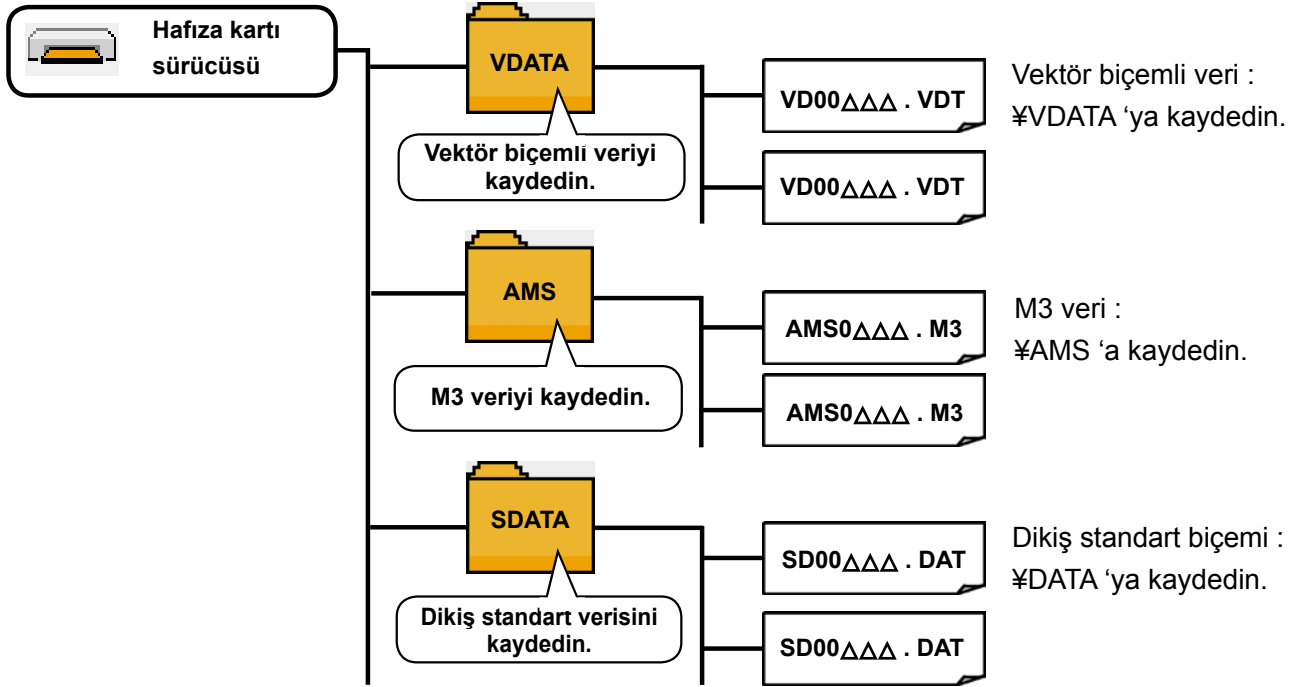 Hafıza kartı
sürücüsü
VDATA
Vektör biçemli veriyi
kaydedin.
VD00△△△ . VDT
VD00△△△ . VDT
Vektör biçemli veri :
¥VDATA ‘ya kaydedin.
AMS
M3 veriyi kaydedin.
AMS0△△△ . M3
AMS0△△△ . M3
M3 veri :
¥AMS ‘a kaydedin.
SDATA
Dikiş standart verisini
kaydedin.
SD00△△△ . DAT
SD00△△△ . DAT
Dikiş standart biçemi :
¥DATA ‘ya kaydedin.